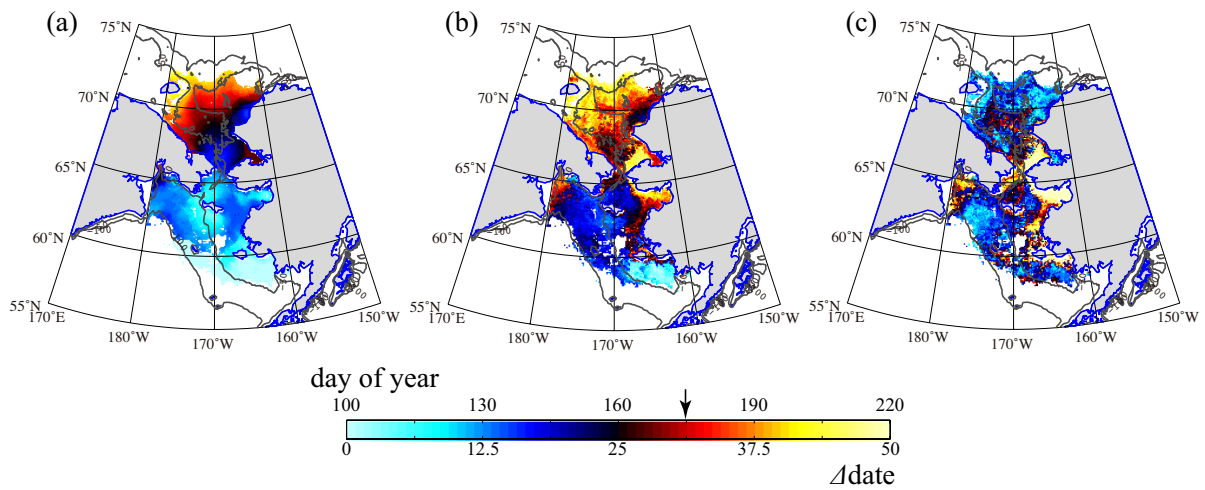 (a) (b) (c)
75˚N 75˚N 75˚N
70˚N 70˚N 70˚N
65˚N 65˚N 65˚N
60˚N 60˚N 60˚N
55˚N 55˚N 55˚N
170˚E 180˚W 170˚W 160˚W 150˚W 170˚E 180˚W 170˚W 160˚W 150˚W 170˚E 180˚W 170˚W 160˚W 150˚W
day of year
100 130 160 190 220
0 12.5 25 37.5 50
Δdate